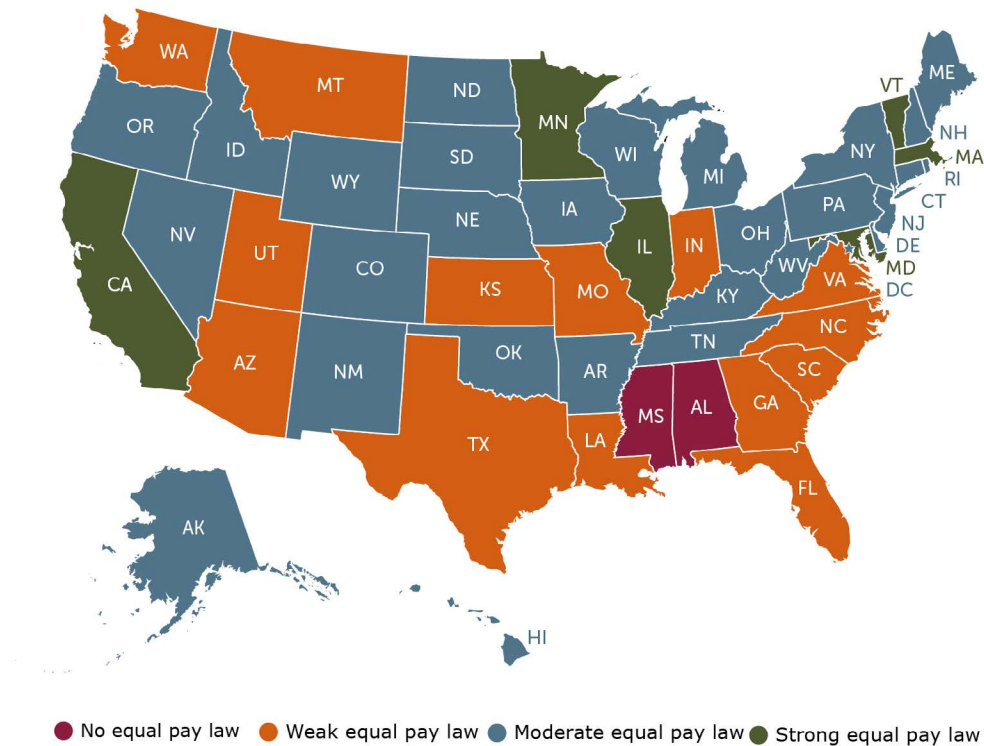 WA
MT
ND
MN
VT
ME
OR
ID
SD
WI
MI
NY
NH
MA
RI
CT
WY
NE
IA
PA
NJ
NV
UT
CO
IL
IN
OH
DE
MD
DC
CA
KS
MO
WV
VA
KY
NC
AZ
NM
OK
AR
TN
SC
MS
AL
GA
TX
LA
FL
AK
HI
No equal pay law Weak equal pay law Moderate equal pay law Strong equal pay law